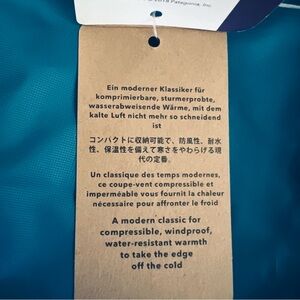 © 2018 Patagonia, Inc.
Ein moderner Klassiker für
komprimierbare, sturmerprobte,
wasserabweisende Wärme, mit dem
kalte Luft nicht mehr so schneidend
ist
コンパクトに収納可能で、防風性、耐水
性、保温性を備えて寒さをやわらげる現
代の定番。
Un classique des temps modernes,
ce coupe-vent compressible et
imperméable vous fournit la chaleur
nécessaire pour affronter le froid
A modern classic for
compressible, windproof,
water-resistant warmth
to take the edge
off the cold